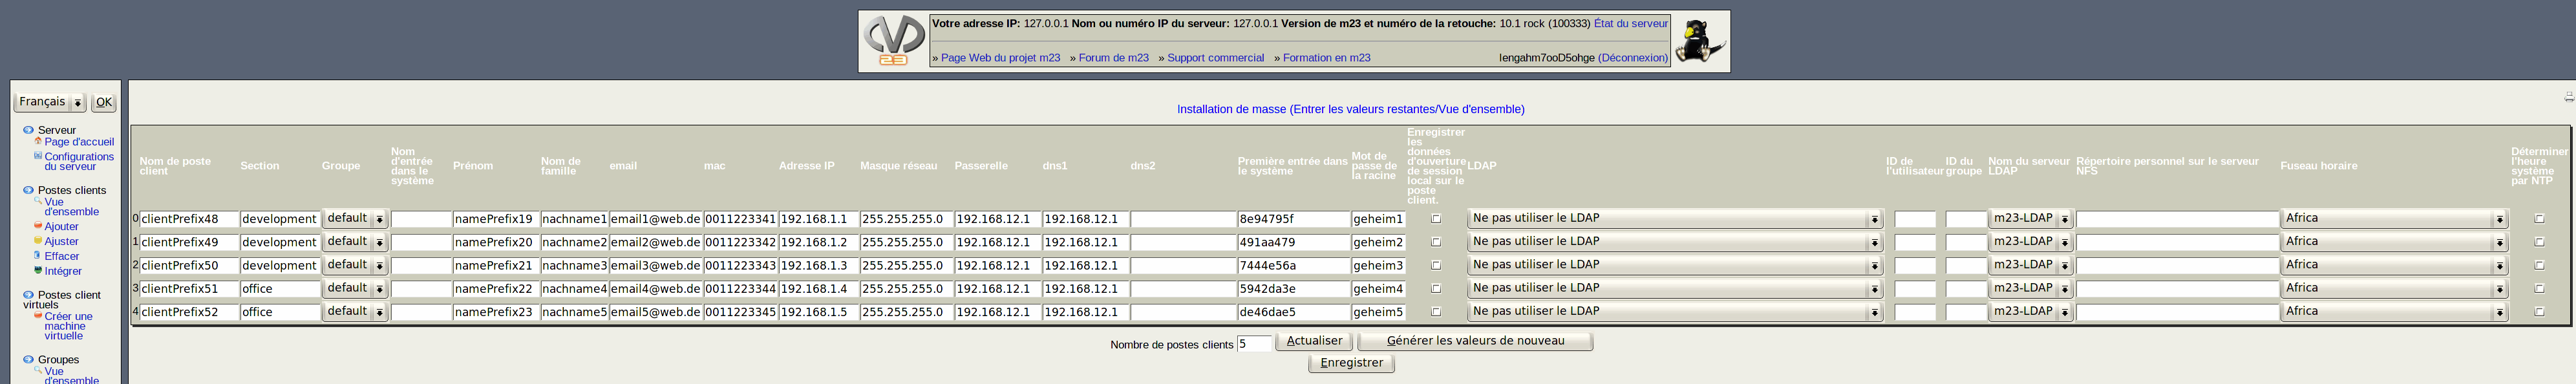 Votre adresse IP: 127.0.0.1 Nom ou numéro IP du serveur: 127.0.0.1 Version de m23 et numéro de la retouche: 10.1 rock (100333) État du serveur
» Page Web du projet m23 » Forum de m23 » Support commercial » Formation en m23 Iengahm7ooD5ohge (Déconnexion)
Français OK
Serveur
Page d'accueil
Configurations
du serveur
Postes clients
Vue
d'ensemble
Ajouter
Ajuster
Effacer
Intégrer
Postes client
virtuels
Créer une
machine
virtuelle
Groupes
Vue
d'ensemble
Installation de masse (Entrer les valeurs restantes/Vue d'ensemble)
Nom de poste client Section Groupe Nom d'entrée dans le système Prénom Nom de famille email mac Adresse IP Masque réseau Passerelle dns1 dns2 Première entrée dans le système Mot de passe de la racine Enregistrer les données d'ouverture de session local sur le poste client. LDAP ID de l'utilisateur ID du groupe Nom du serveur LDAP Répertoire personnel sur le serveur NFS Fuseau horaire Déterminer l'heure système par NTP
0 clientPrefix48 development default namePrefix19 nachname1 email1@web.de 0011223341 192.168.1.1 255.255.255.0 192.168.12.1 192.168.12.1 8e94795f geheim1 Ne pas utiliser le LDAP m23-LDAP Africa
1 clientPrefix49 development default namePrefix20 nachname2 email2@web.de 0011223342 192.168.1.2 255.255.255.0 192.168.12.1 192.168.12.1 491aa479 geheim2 Ne pas utiliser le LDAP m23-LDAP Africa
2 clientPrefix50 development default namePrefix21 nachname3 email3@web.de 0011223343 192.168.1.3 255.255.255.0 192.168.12.1 192.168.12.1 7444e56a geheim3 Ne pas utiliser le LDAP m23-LDAP Africa
3 clientPrefix51 office default namePrefix22 nachname4 email4@web.de 0011223344 192.168.1.4 255.255.255.0 192.168.12.1 192.168.12.1 5942da3e geheim4 Ne pas utiliser le LDAP m23-LDAP Africa
4 clientPrefix52 office default namePrefix23 nachname5 email5@web.de 0011223345 192.168.1.5 255.255.255.0 192.168.12.1 192.168.12.1 de46dae5 geheim5 Ne pas utiliser le LDAP m23-LDAP Africa
Nombre de postes clients 5 Actualiser Générer les valeurs de nouveau
Enregistrer